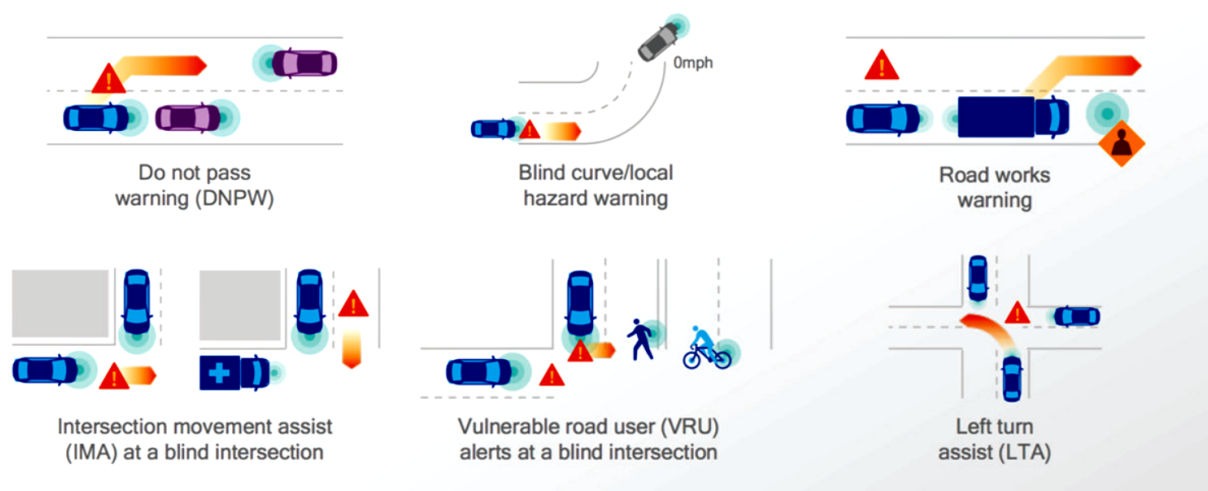 0mph
Do not pass
warning (DNPW)
Blind curve/local
hazard warning
Road works
warning
Intersection movement assist
(IMA) at a blind intersection
Vulnerable road user (VRU)
alerts at a blind intersection
Left turn
assist (LTA)